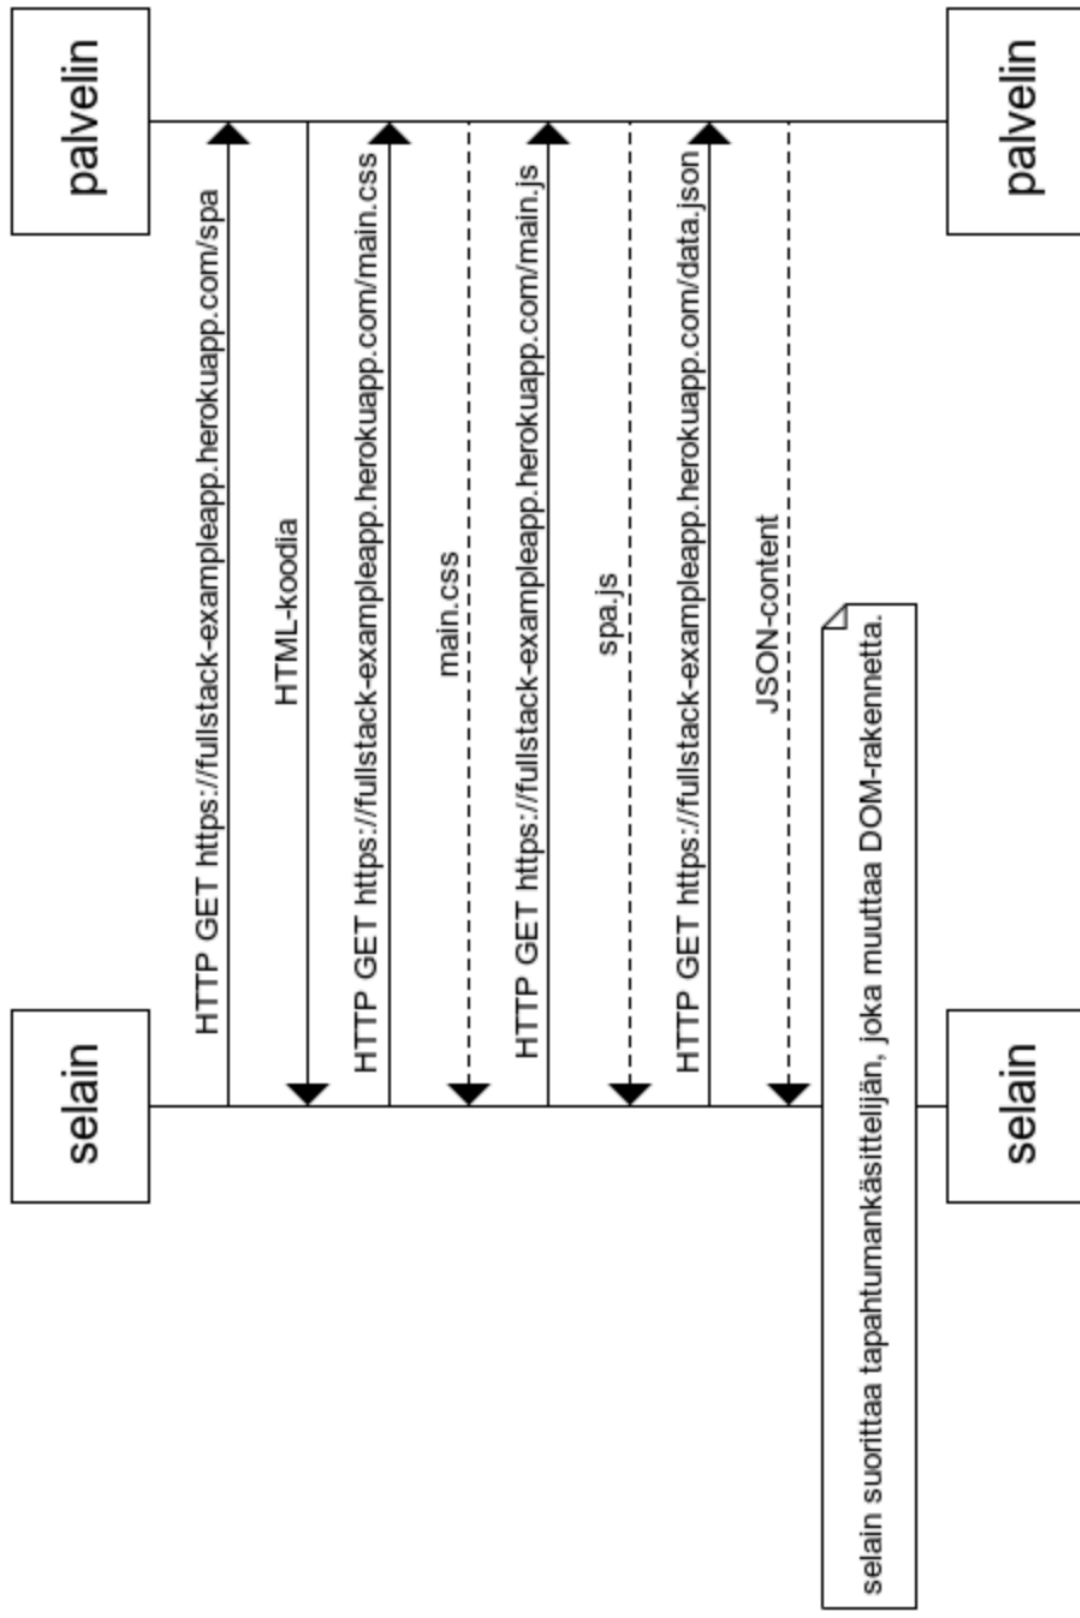 selain
palvelin
HTTP GET https://fullstack-exampleapp.herokuapp.com/spa
HTML-koodia
HTTP GET https://fullstack-exampleapp.herokuapp.com/main.css
main.css
HTTP GET https://fullstack-exampleapp.herokuapp.com/main.js
spa.js
HTTP GET https://fullstack-exampleapp.herokuapp.com/data.json
JSON-content
selain suorittaa tapahtumankäsittelijän, joka muuttaa DOM-rakennetta.
selain
palvelin